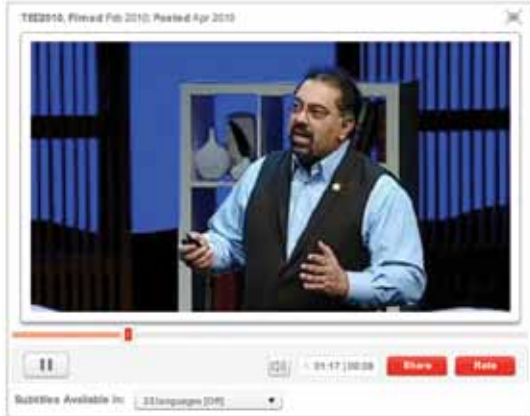 TED2010, Filmed Feb 2010; Posted Apr 2010
01:17 | 08:08 Share Rate
Subtitles Available in: 33 languages [Off]